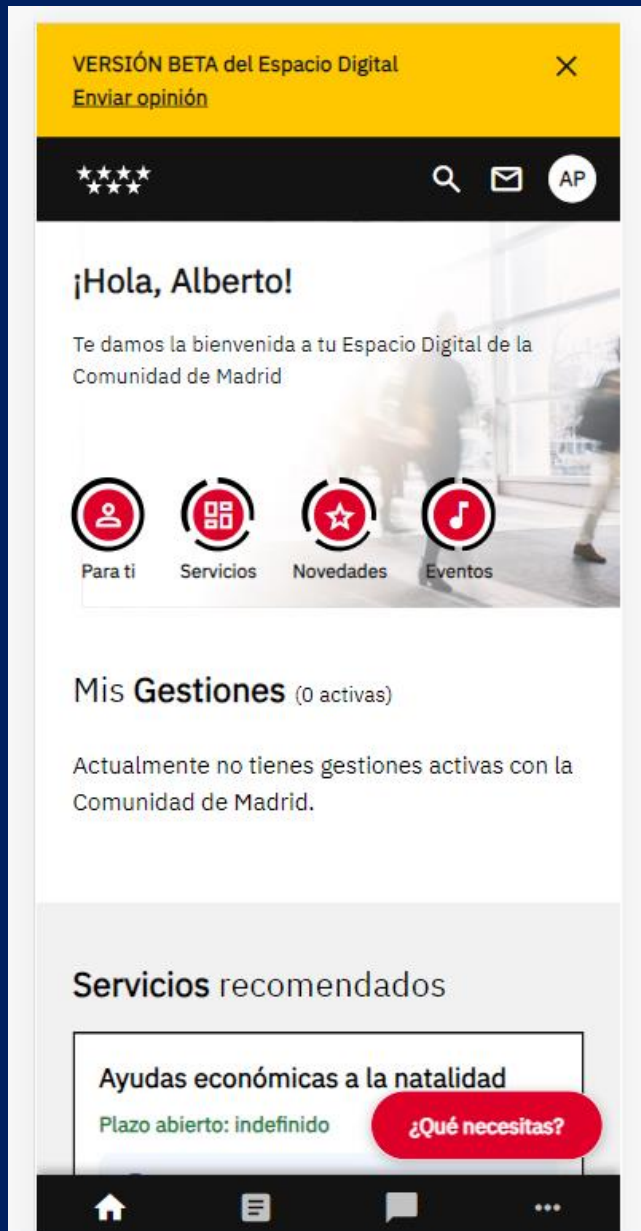 VERSIÓN BETA del Espacio Digital
Enviar opinión
AP
¡Hola, Alberto!
Te damos la bienvenida a tu Espacio Digital de la
Comunidad de Madrid
Para ti
Servicios
Novedades
Eventos
Mis Gestiones (0 activas)
Actualmente no tienes gestiones activas con la
Comunidad de Madrid.
Servicios recomendados
Ayudas económicas a la natalidad
Plazo abierto: indefinido
¿Qué necesitas?